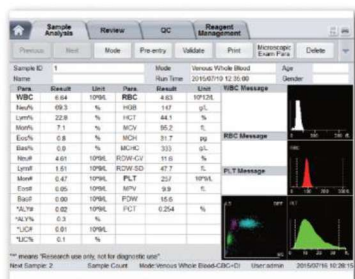 Sample Analysis Review QC Reagent Management
Previous Next Mode Pre-entry Validate Print Microscopic Exam Para Delete
Sample ID 1 Mode Venous Whole Blood Age
Name Run Time 2015/07/10 12:35:00 Gender
Para. Result Unit Para. Result Unit WBC Message
WBC 6.64 10^9/L RBC 4.63 10^12/L
Neu% 69.3 % HGB 147 g/L
Lym% 22.8 % HCT 44.1 %
Mon% 7.1 % MCV 95.2 fL
Eos% 0.8 % MCH 31.7 pg RBC Message
Bas% 0.0 % MCHC 333 g/L
Neu# 4.61 10^9/L RDW-CV 11.6 %
Lym# 1.51 10^9/L RDW-SD 47.7 fL PLT Message
Mon# 0.47 10^9/L PLT 257 10^9/L
Eos# 0.05 10^9/L MPV 9.9 fL
Bas# 0.00 10^9/L PDW 15.6
*ALY# 0.02 10^9/L PCT 0.254 %
*ALY% 0.3 %
*LIC# 0.01 10^9/L
*LIC% 0.1 %
"*" means "Research use only, not for diagnostic use".
Next Sample: 2 Sample Count Mode:Venous Whole Blood-CBC+DIFF User:admin 2015/07/16 10:28:15